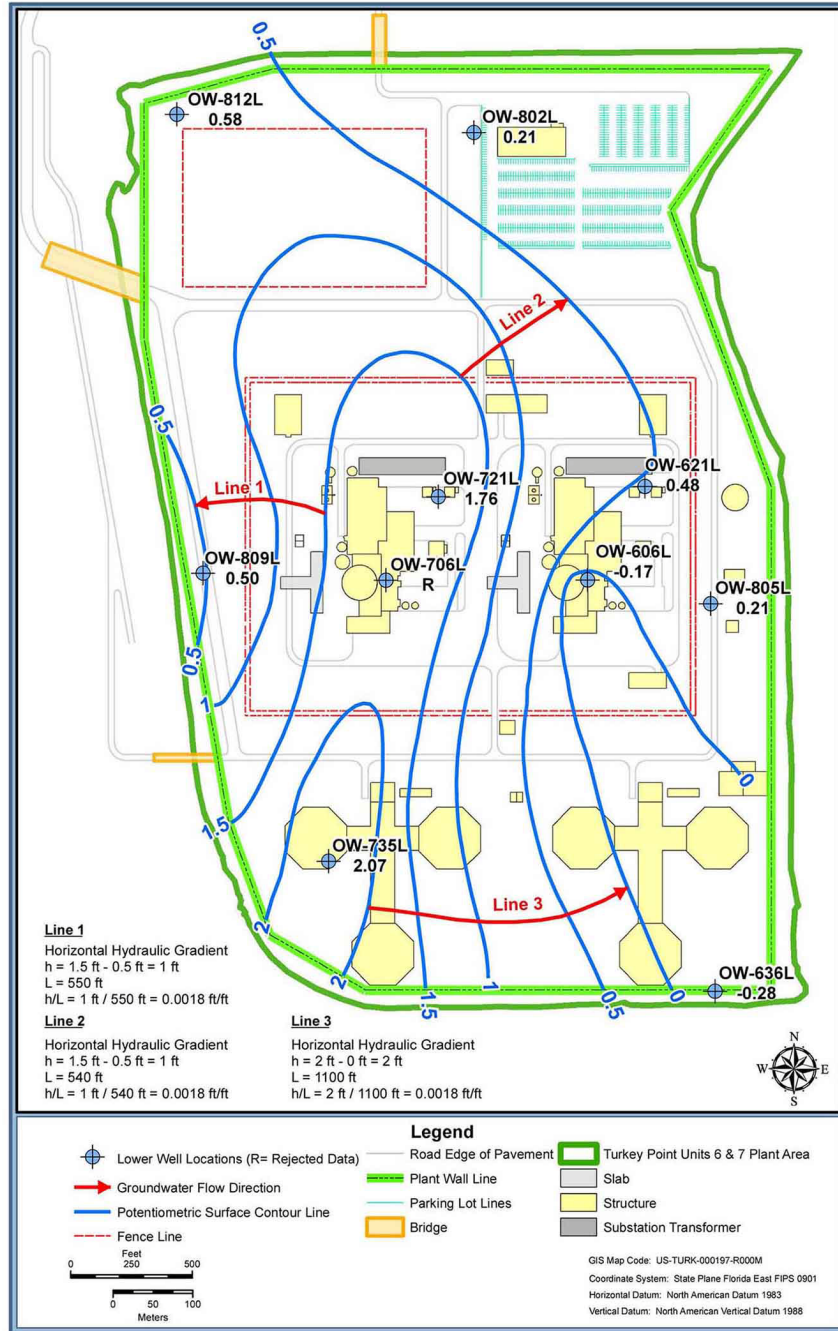 0.5
OW-812L
0.58
OW-802L
0.21
Line 2
0.5
Line 1
OW-721L
1.76
OW-621L
0.48
OW-809L
0.50
OW-706L
R
OW-606L
-0.17
OW-805L
0.21
0.5
1
0
1.5
OW-735L
2.07
Line 3
2
2
1.5
1
0.5
0
OW-636L
-0.28
Line 1
Horizontal Hydraulic Gradient
h = 1.5 ft - 0.5 ft = 1 ft
L = 550 ft
h/L = 1 ft / 550 ft = 0.0018 ft/ft
Line 2
Horizontal Hydraulic Gradient
h = 1.5 ft - 0.5 ft = 1 ft
L = 540 ft
h/L = 1 ft / 540 ft = 0.0018 ft/ft
Line 3
Horizontal Hydraulic Gradient
h = 2 ft - 0 ft = 2 ft
L = 1100 ft
h/L = 2 ft / 1100 ft = 0.0018 ft/ft
N
W E
S
Legend
Lower Well Locations (R= Rejected Data)
Groundwater Flow Direction
Potentiometric Surface Contour Line
Fence Line
Road Edge of Pavement
Plant Wall Line
Parking Lot Lines
Bridge
Turkey Point Units 6 & 7 Plant Area
Slab
Structure
Substation Transformer
Feet
0 250 500
0 50 100
Meters
GIS Map Code: US-TURK-000197-R000M
Coordinate System: State Plane Florida East FIPS 0901
Horizontal Datum: North American Datum 1983
Vertical Datum: North American Vertical Datum 1988